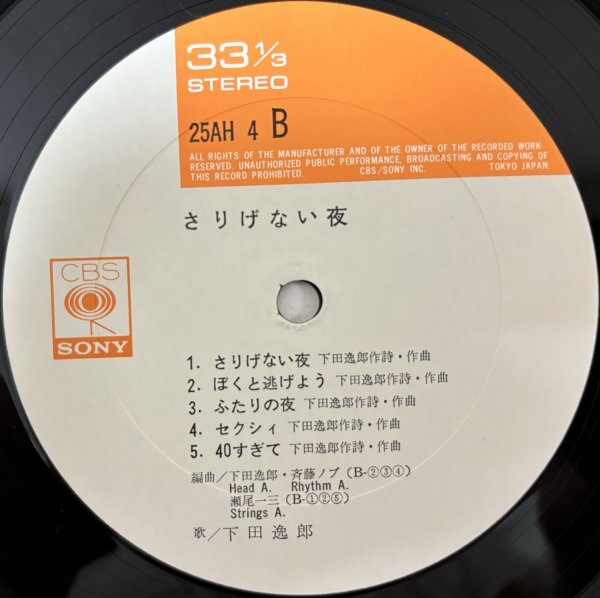 33 1/3
STEREO
25AH 4 B
ALL RIGHTS OF THE MANUFACTURER AND OF THE OWNER OF THE RECORDED WORK
RESERVED. UNAUTHORIZED PUBLIC PERFORMANCE, BROADCASTING AND COPYING OF
THIS RECORD PROHIBITED. CBS/SONY INC. TOKYO JAPAN.
さりげない夜
CBS
SONY
1. さりげない夜 下田逸郎作詩・作曲
2. ぼくと逃げよう 下田逸郎作詩・作曲
3. ふたりの夜 下田逸郎作詩・作曲
4. セクシィ 下田逸郎作詩・作曲
5. 40すぎて 下田逸郎作詩・作曲
編曲/下田逸郎・斉藤ノブ(B-②③④)
Head A. Rhythm A.
瀬尾一三(B-①②⑤)
Strings A.
歌/下田逸郎